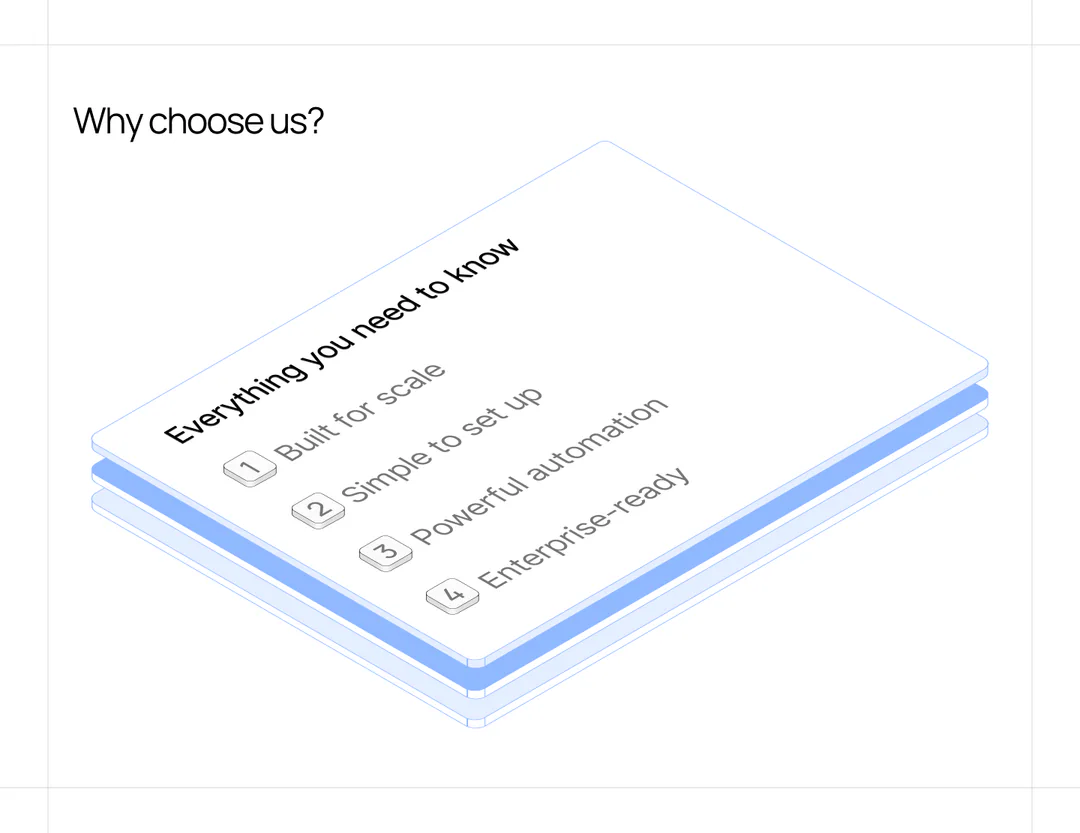 Why choose us?
Everything you need to know
1 Built for scale
2 Simple to set up
3 Powerful automation
4 Enterprise-ready